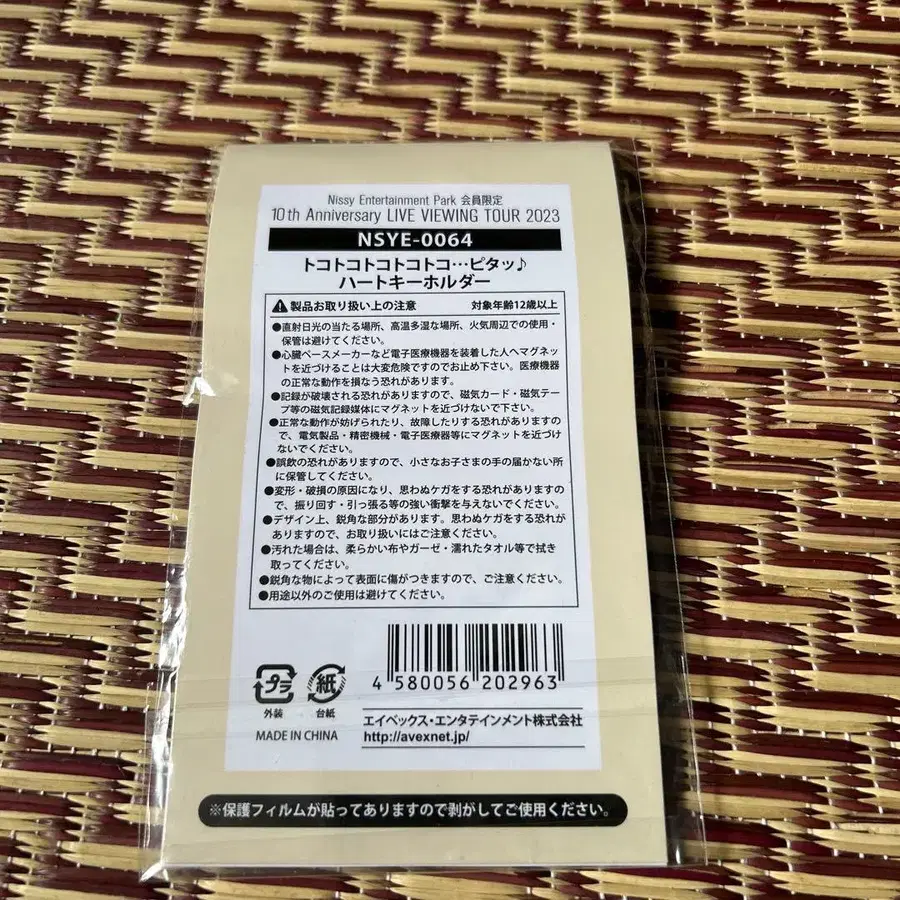 Nissy Entertainment Park 会員限定
10th Anniversary LIVE VIEWING TOUR 2023
NSYE-0064
トコトコトコトコトコ…ピタッ♪
ハートキーホルダー
製品お取り扱い上の注意 対象年齢12歳以上
●直射日光の当たる場所、高温多湿な場所、火気周辺での使用・
保管は避けてください。
●心臓ペースメーカーなど電子医療機器を装着した人へマグネッ
トを近づけることは大変危険ですのでお止め下さい。医療機器
の正常な動作を損なう恐れがあります。
●記録が破壊される恐れがありますので、磁気カード・磁気テー
プ等の磁気記録媒体にマグネットを近づけないで下さい。
●正常な動作が妨げられたり、故障したりする恐れがありますの
で、電気製品・精密機械・電子医療器等にマグネットを近づけ
ないでください。
●誤飲の恐れがありますので、小さなお子さまの手の届かない所
に保管してください。
●変形・破損の原因になり、思わぬケガをする恐れがありますの
で、振り回す・引っ張る等の強い衝撃を与えないでください。
●デザイン上、鋭角な部分があります。思わぬケガをする恐れが
ありますので、お取り扱いにはご注意ください。
●汚れた場合は、柔らかい布やガーゼ・濡れたタオル等で拭き
取ってください。
●鋭角な物によって表面に傷がつきますので、ご注意ください。
●用途以外のご使用は避けてください。
プラ 紙
外装 台紙
MADE IN CHINA
4 580056 202963
エイベックス・エンタテインメント株式会社
http://avexnet.jp/
※保護フィルムが貼ってありますので剥がしてご使用ください。